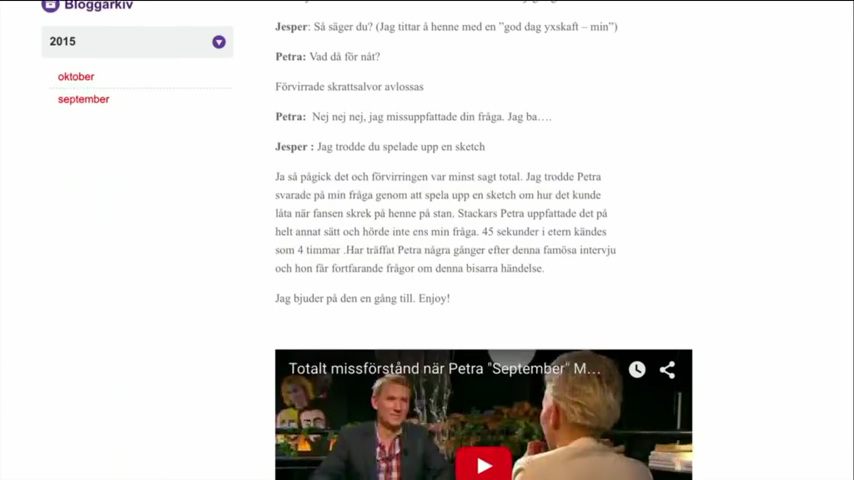 Bloggarkiv
2015
oktober
september
Jesper: Så säger du? (Jag tittar å henne med en ”god dag yxskaft – min”)
Petra: Vad då för nåt?
Förvirrade skrattsalvor avlossas
Petra: Nej nej nej, jag missuppfattade din fråga. Jag ba….
Jesper : Jag trodde du spelade upp en sketch
Ja så pågick det och förvirringen var minst sagt total. Jag trodde Petra
svarade på min fråga genom att spela upp en sketch om hur det kunde
låta när fansen skrek på henne på stan. Stackars Petra uppfattade det på
helt annat sätt och hörde inte ens min fråga. 45 sekunder i etern kändes
som 4 timmar .Har träffat Petra några gånger efter denna famösa intervju
och hon får fortfarande frågor om denna bisarra händelse.
Jag bjuder på den en gång till. Enjoy!
Totalt missförstånd när Petra "September" M...